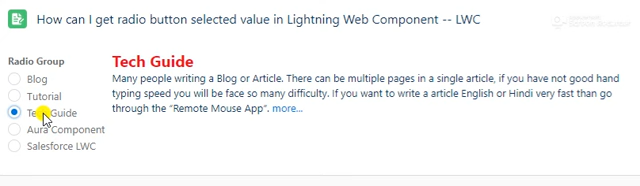 How can I get radio button selected value in Lightning Web Component -- LWC
Radio Group
Blog
Tutorial
Tech Guide
Aura Component
Salesforce LWC
Tech Guide
Many people writing a Blog or Article. There can be multiple pages in a single article, if you have not good hand
typing speed you will be face so many difficulty. If you want to write a article English or Hindi very fast than go
through the “Remote Mouse App”. more...